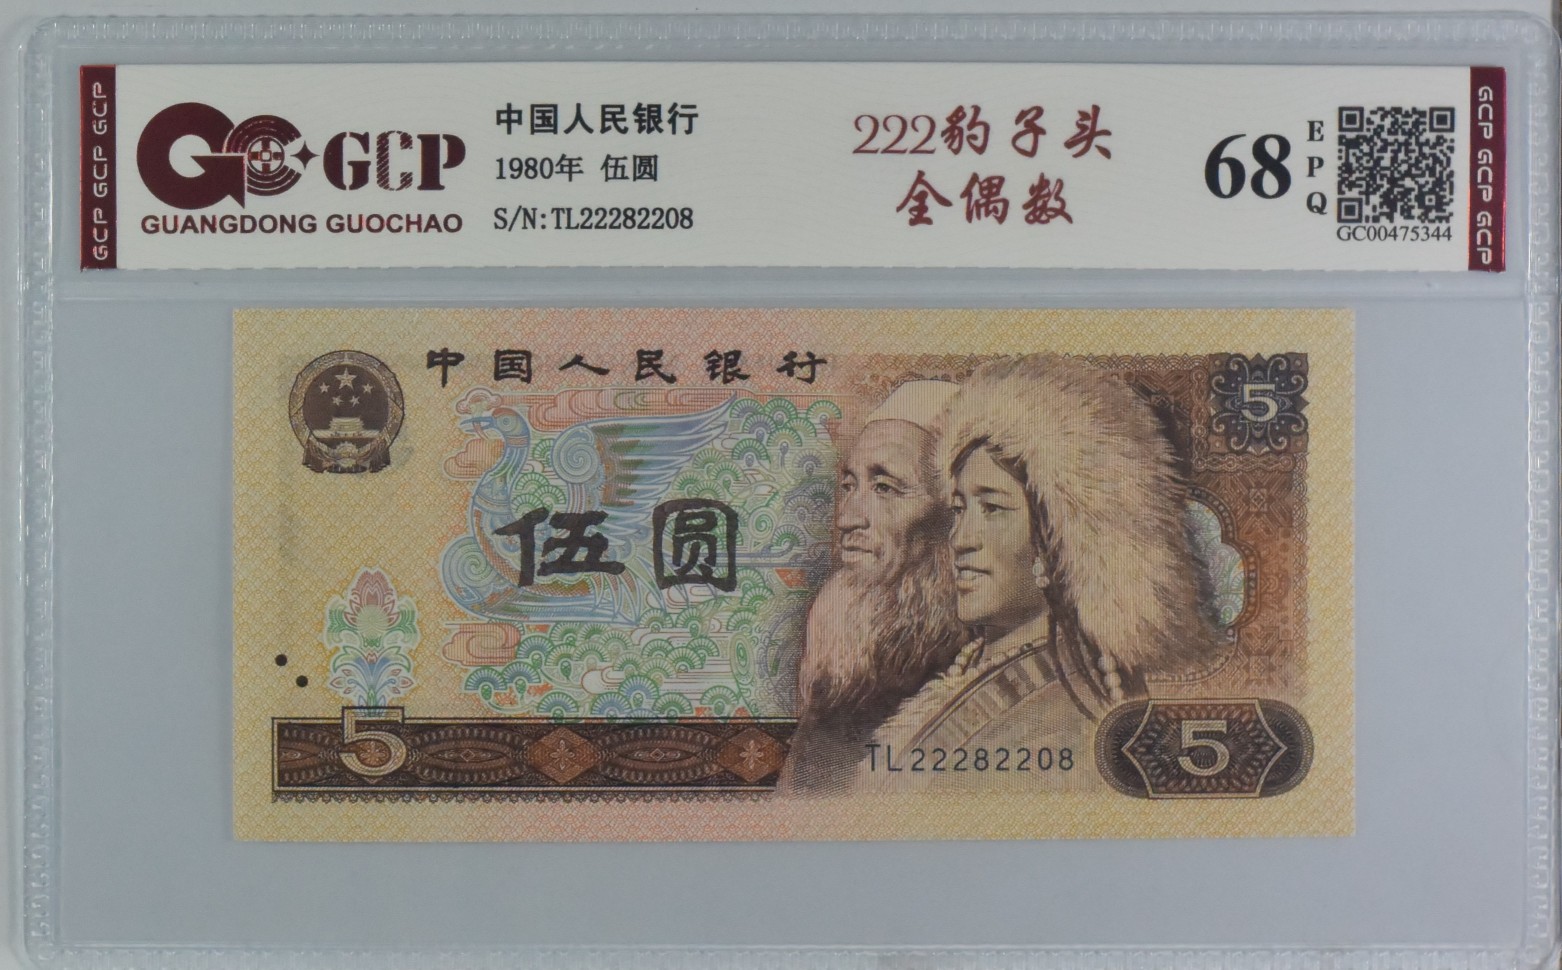 GCP GCP GCP
GCP
GUANGDONG GUOCHAO
中国人民银行
1980年 伍圆
S/N:TL22282208
222豹子头
全偶数
68
E
P
Q
GC00475344
GCP GCP GCP
中国人民银行
5
伍圆
5
TL22282208
5